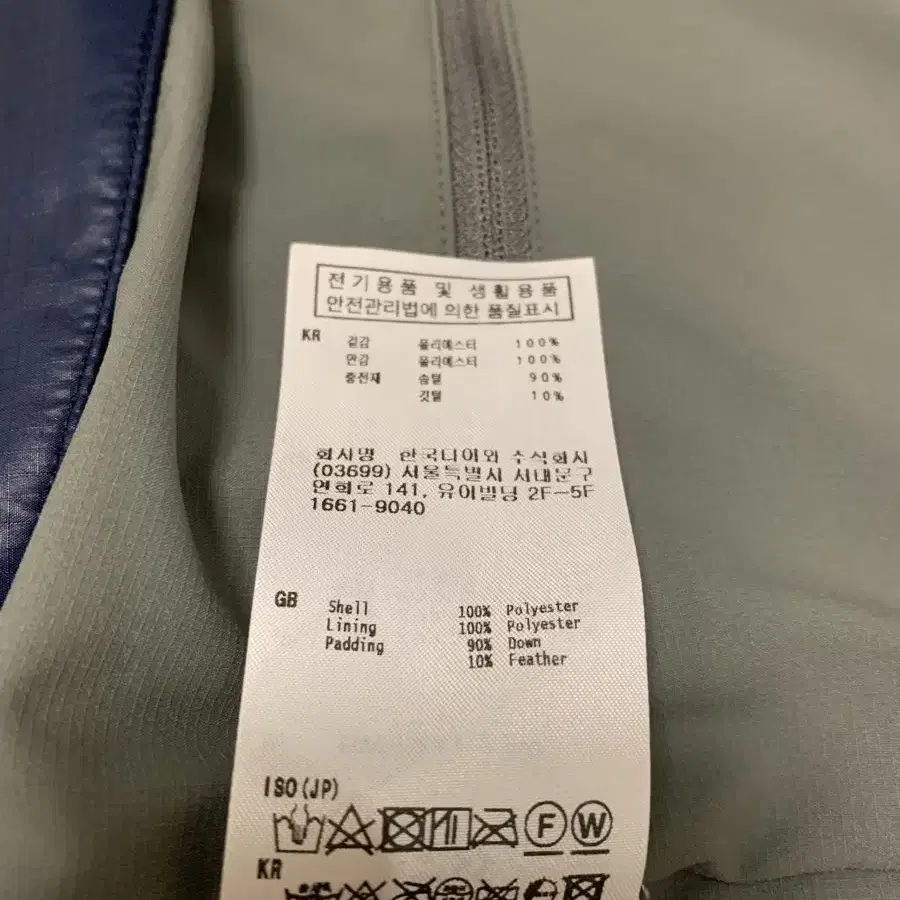 전기용품 및 생활용품
안전관리법에 의한 품질표시
KR 겉감 폴리에스터 100%
안감 폴리에스터 100%
충전재 솜털 90%
깃털 10%
회사명 한국나이와 주식회사
(03699) 서울특별시 서대문구
연희로 141, 유이빌딩 2F-5F
1661-9040
GB Shell 100% Polyester
Lining 100% Polyester
Padding 90% Down
10% Feather
ISO(JP)
F W
KR